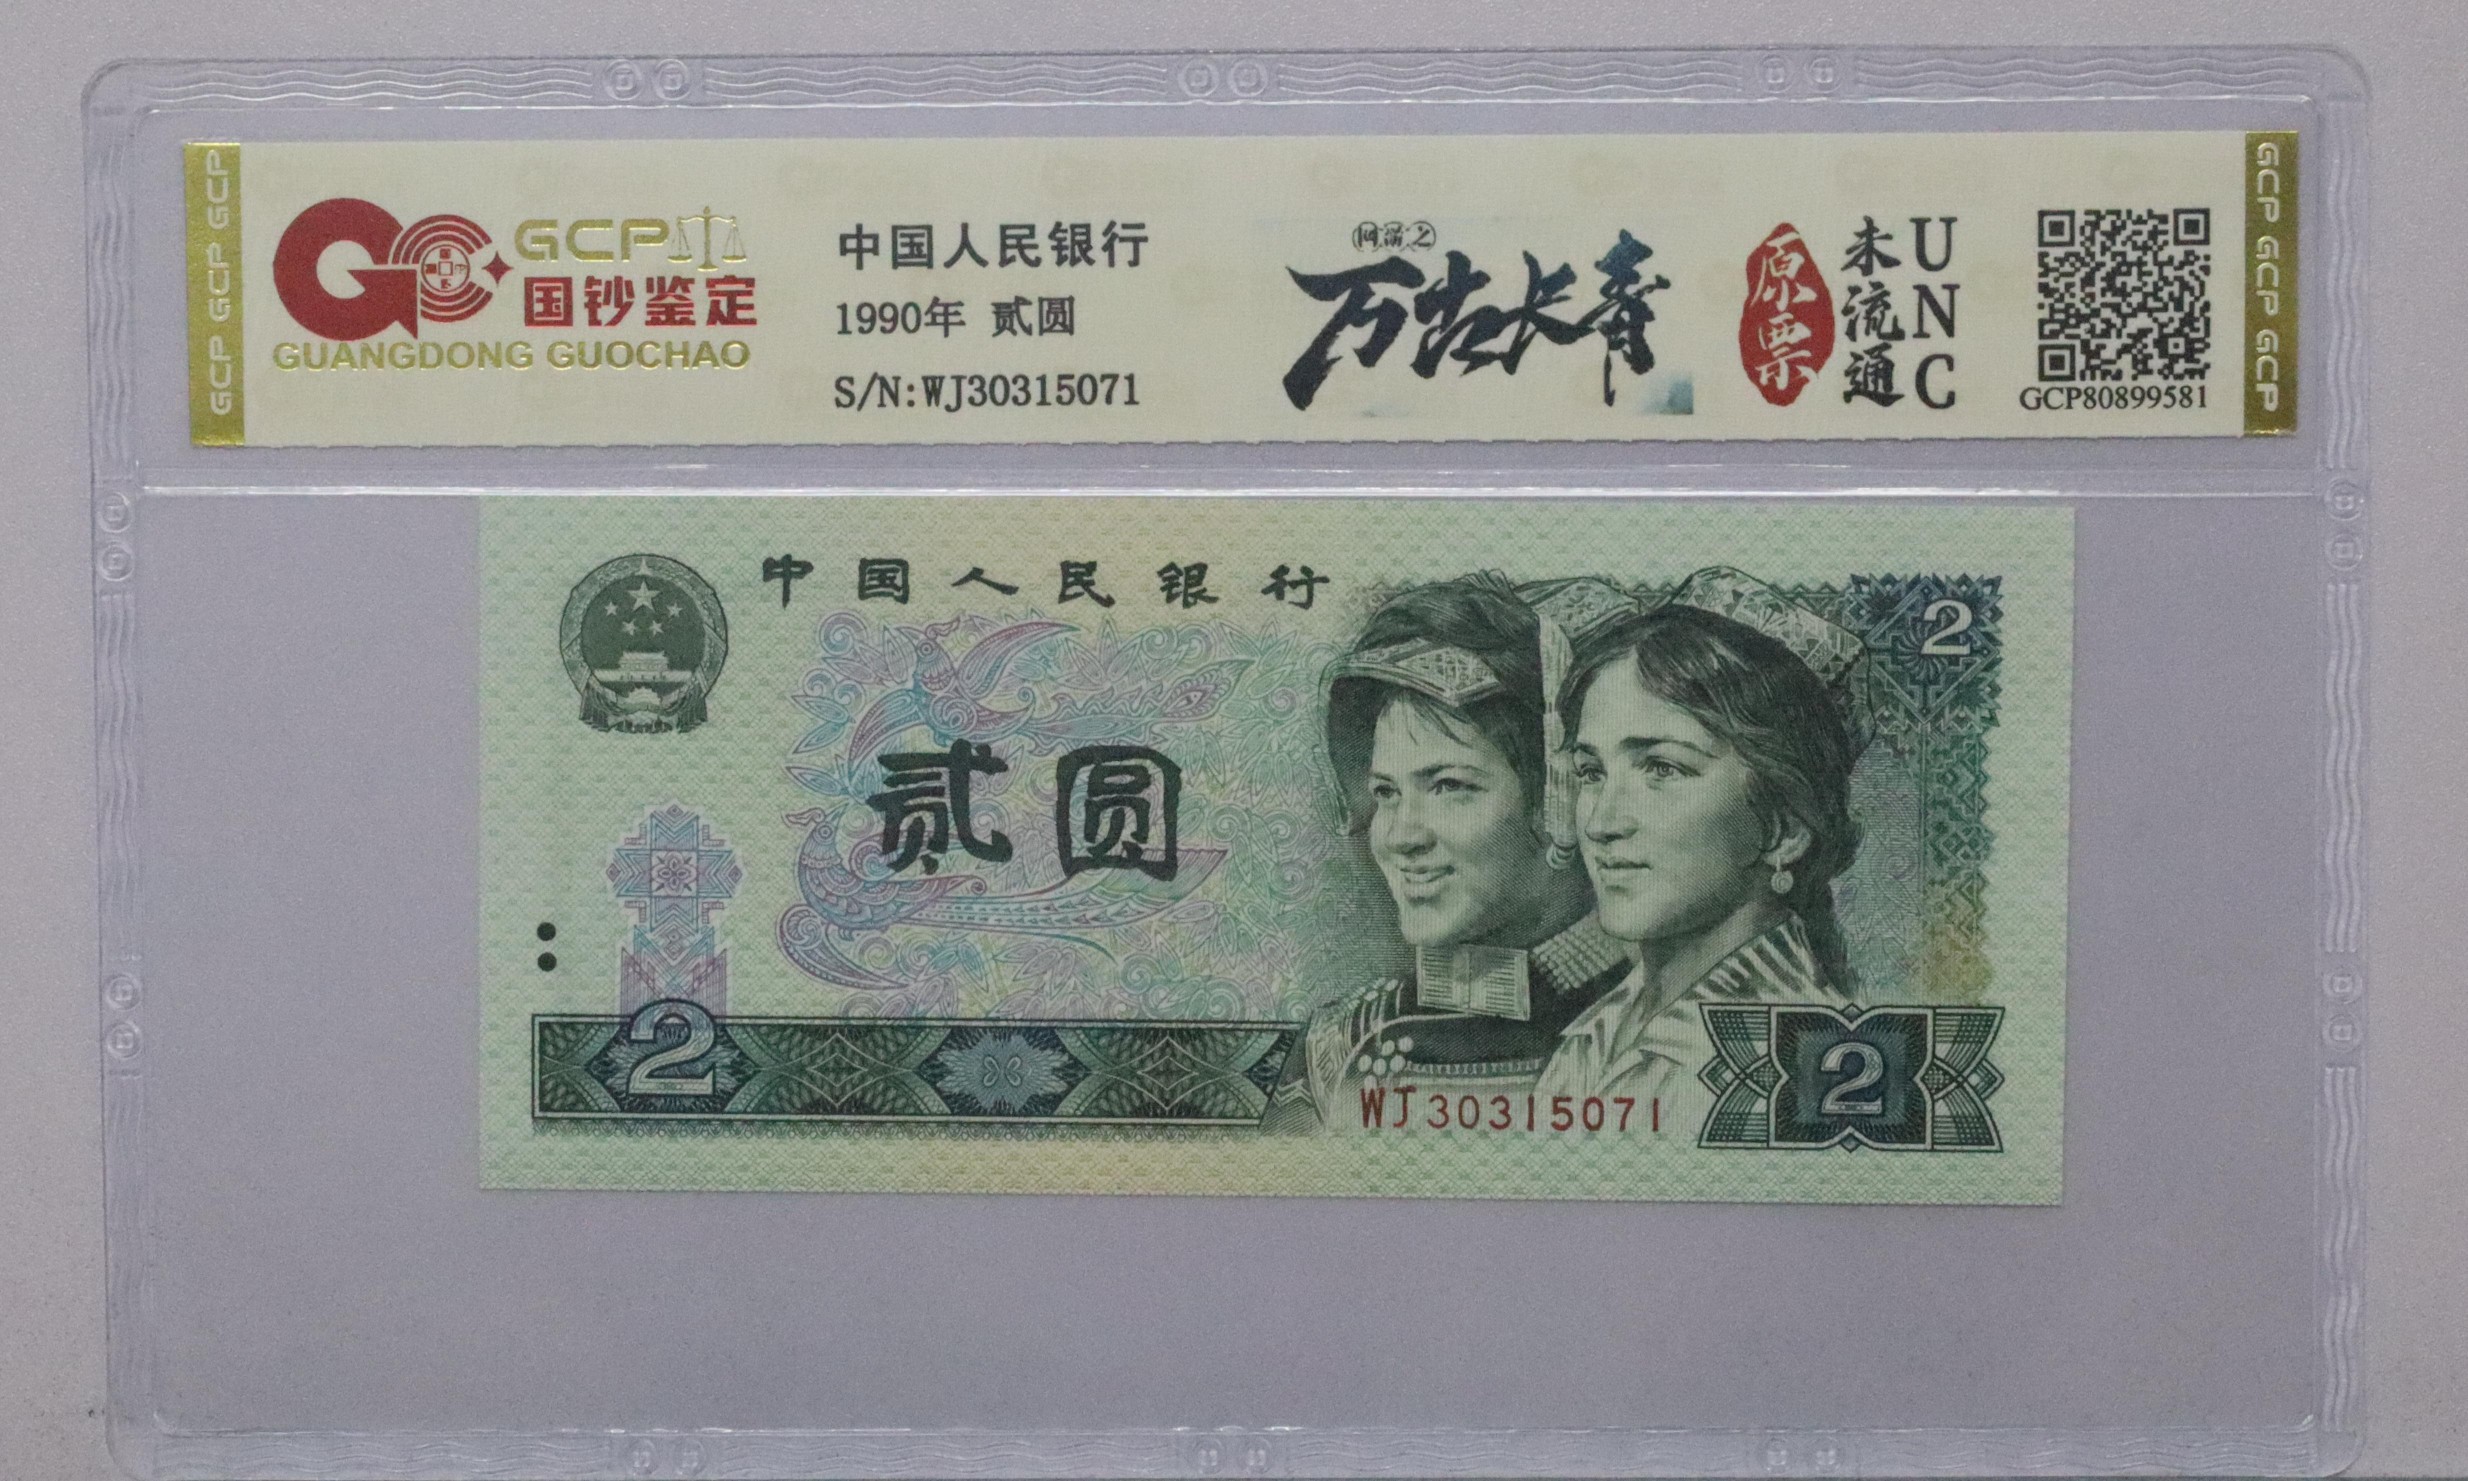 GCP GCP GCP
GCP
国钞鉴定
GUANGDONG GUOCHAO
中国人民银行
1990年 贰圆
S/N:WJ30315071
万古长青
原票
未流通
UNC
GCP80899581
GCP GCP GCP
中国人民银行
2
贰圆
2
WJ30315071
2